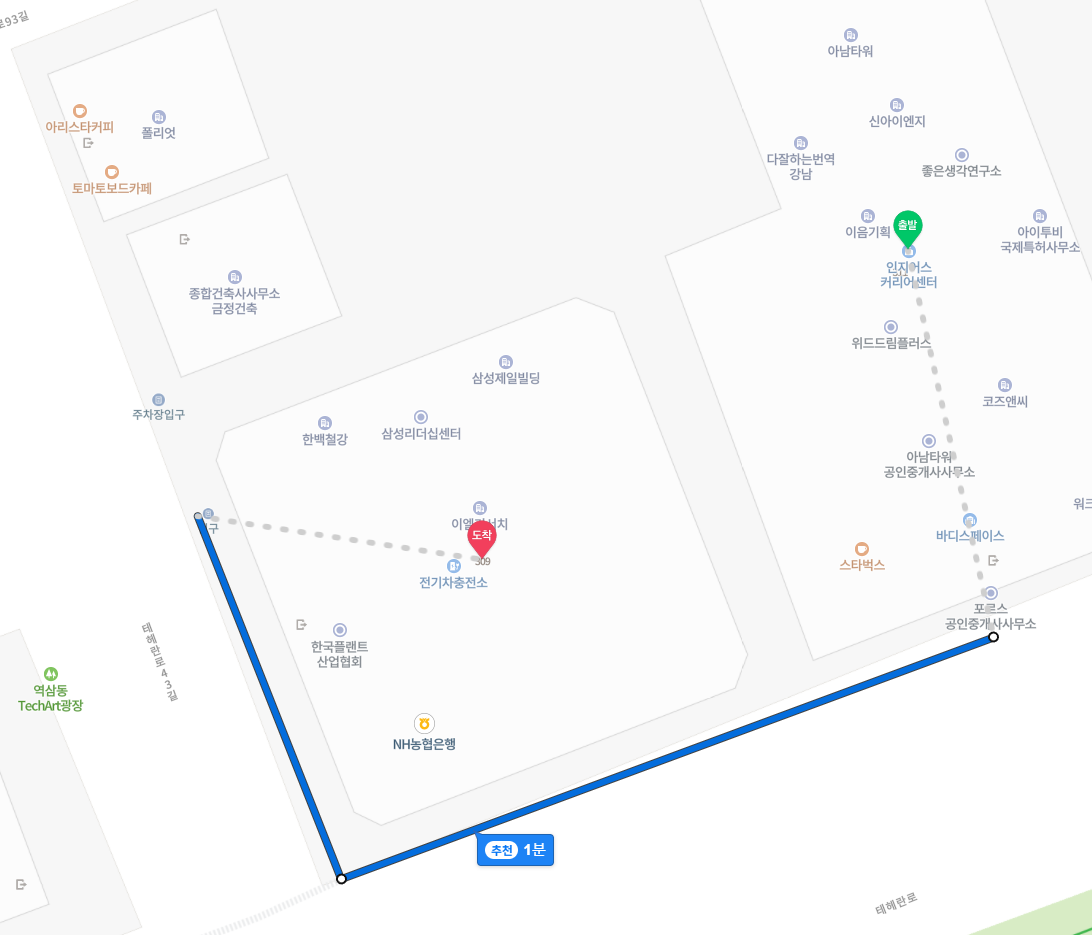 로93길
아남타워
아리스타커피
폴리엇
신아이엔지
다잘하는번역
강남
좋은생각연구소
토마토보드카페
출발
이음기획
아이투비
국제특허사무소
인지어스
커리어센터
종합건축사사무소
금정건축
위드드림플러스
삼성제일빌딩
코즈앤씨
주차장입구
한백철강
삼성리더십센터
아남타워
공인중개사사무소
구
도착
바디스페이스
309
전기차충전소
스타벅스
포르스
공인중개사사무소
한국플랜트
산업협회
테헤란로43길
역삼동
TechArt광장
NH농협은행
추천 1분
테헤란로